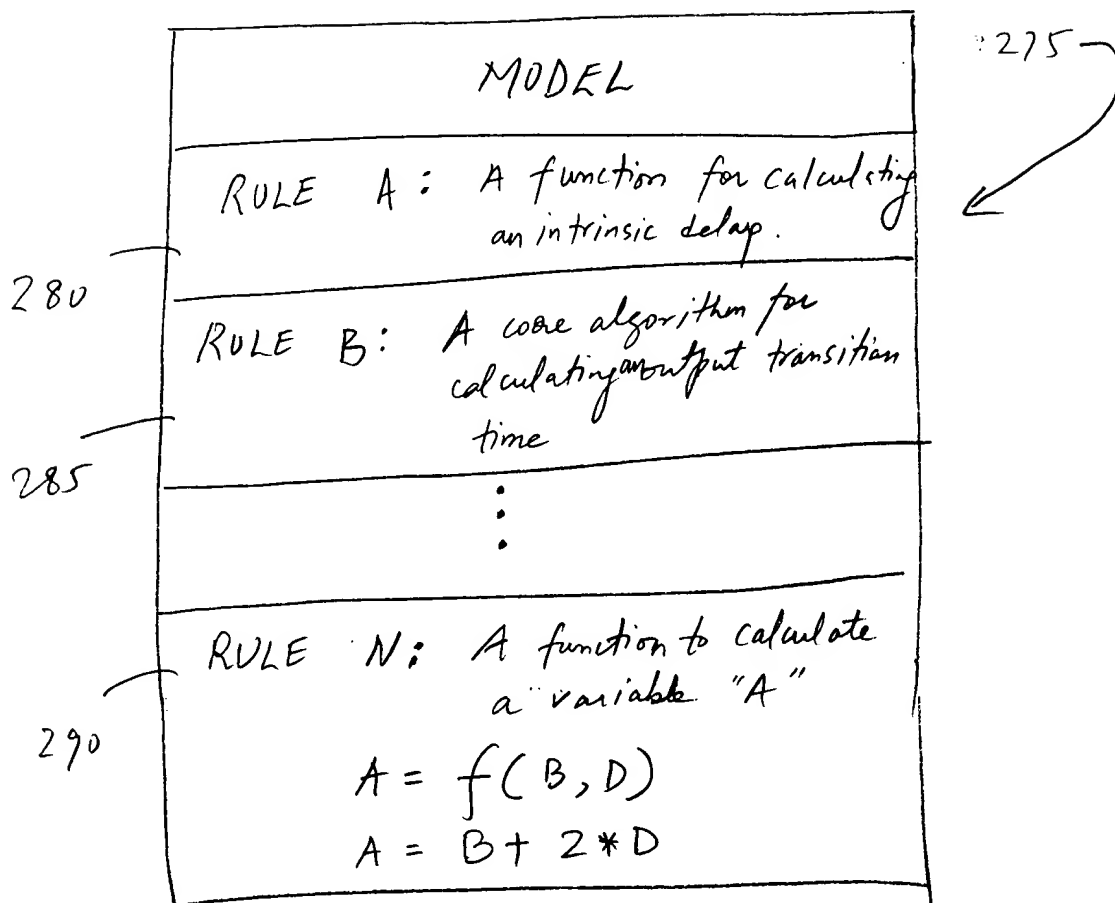 MODEL
275
RULE A: A function for calculating
an intrinsic delay.
280
RULE B: A core algorithm for
calculating an output transition
time
285
RULE N: A function to calculate
a variable "A"
290
A = f(B, D)
A = B + 2 * D